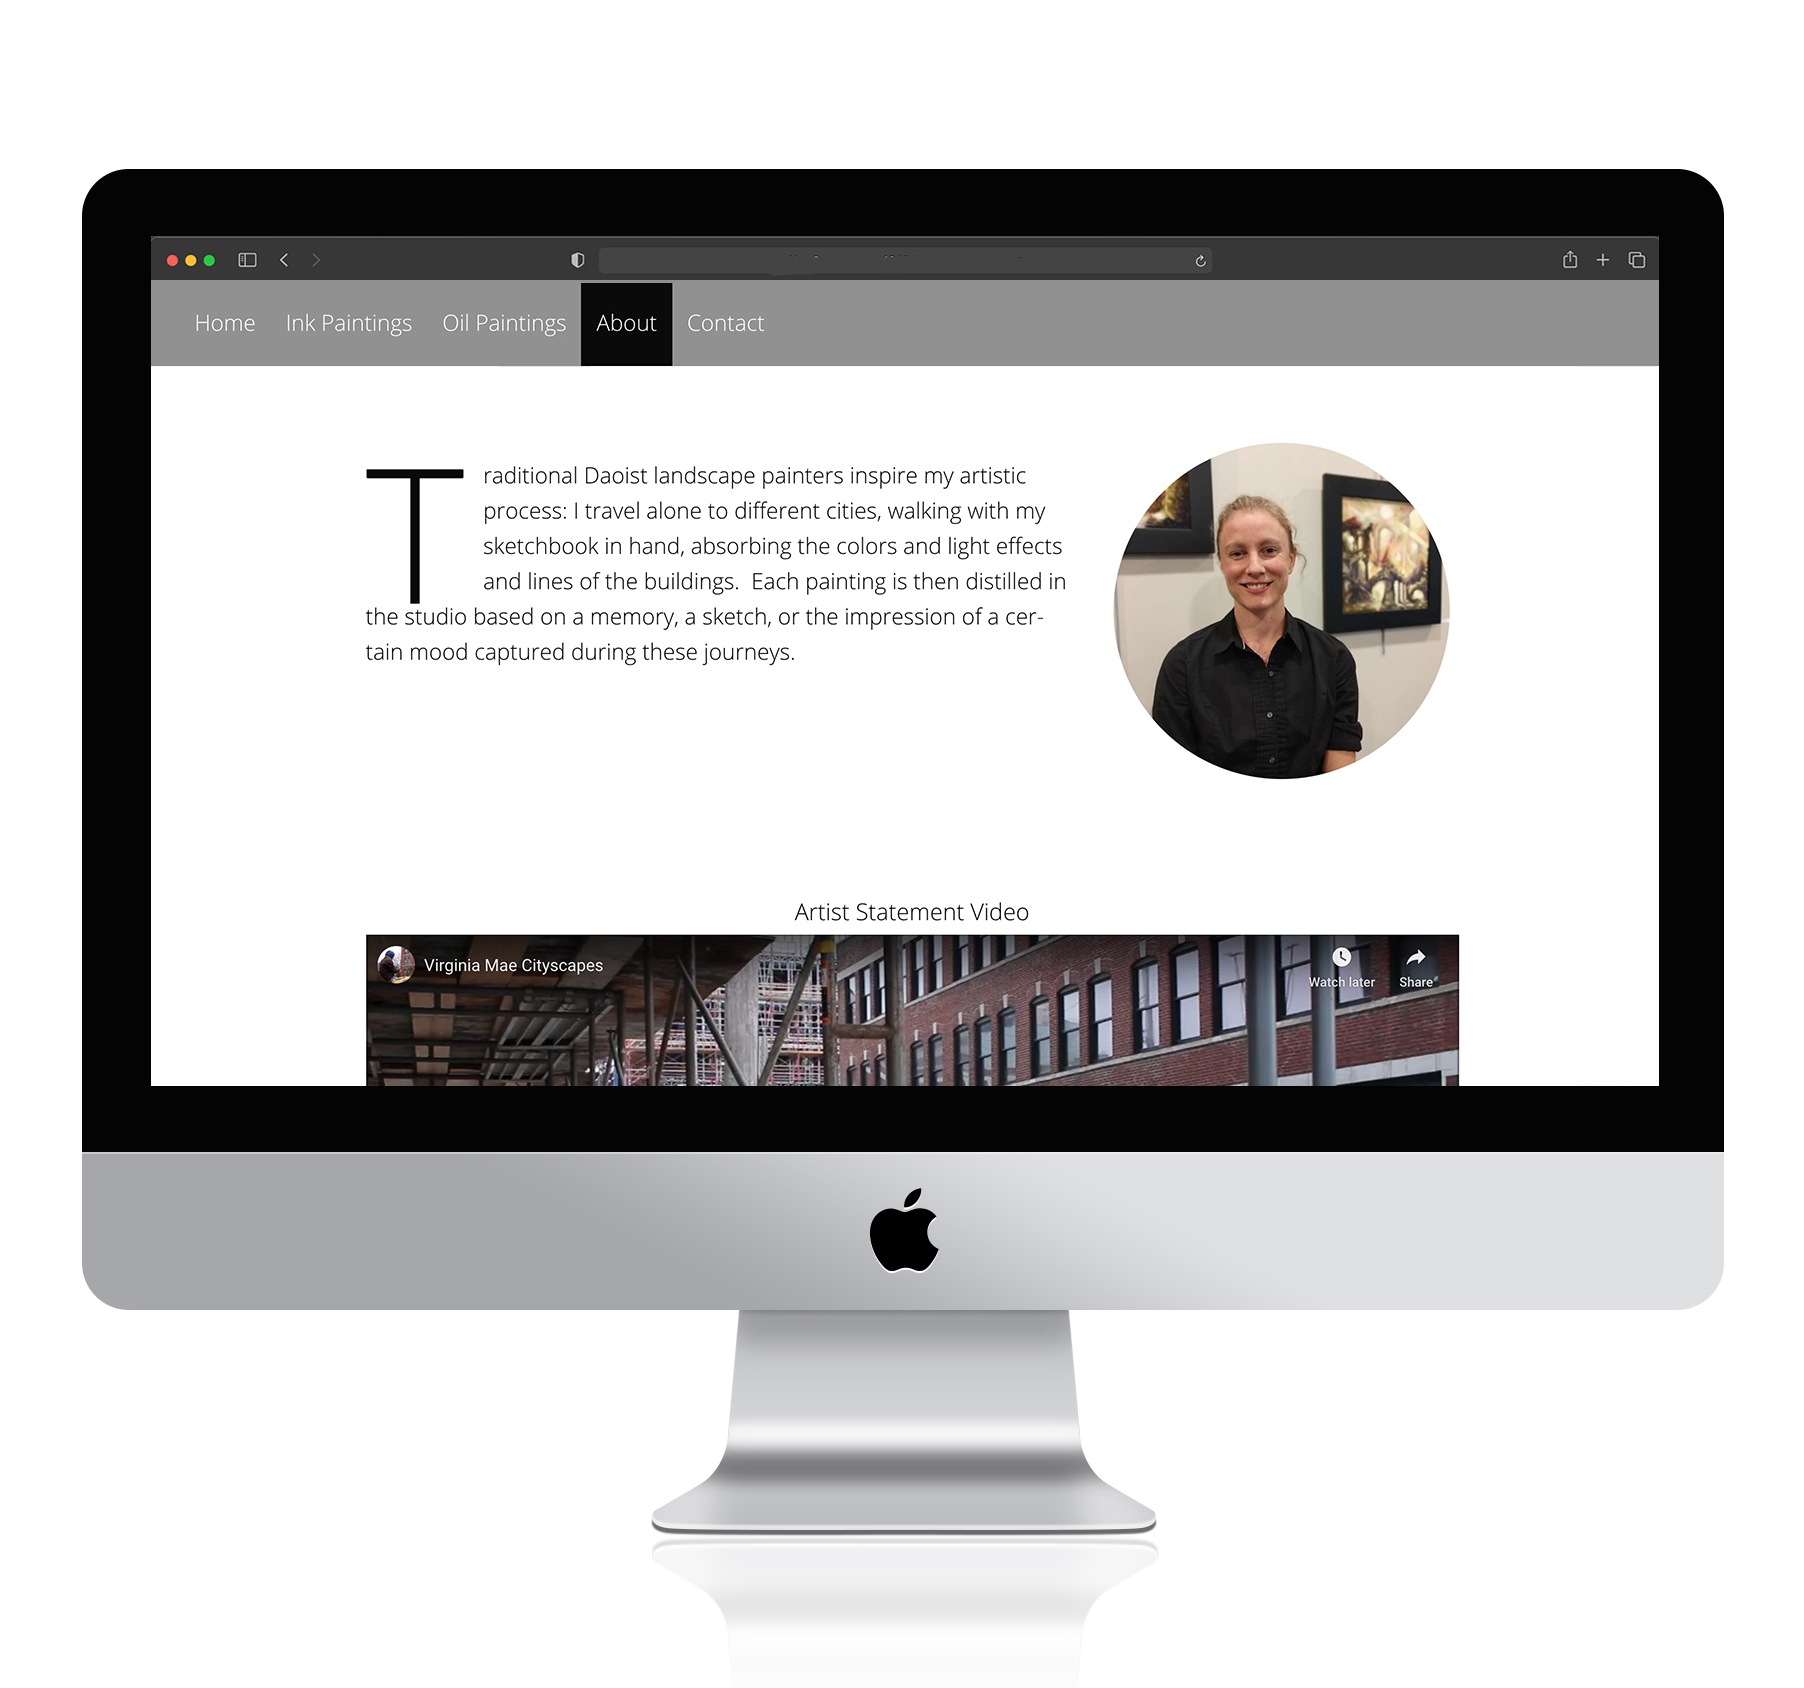 Home Ink Paintings Oil Paintings About Contact
Traditional Daoist landscape painters inspire my artistic
process: I travel alone to different cities, walking with my
sketchbook in hand, absorbing the colors and light effects
and lines of the buildings.  Each painting is then distilled in
the studio based on a memory, a sketch, or the impression of a cer-
tain mood captured during these journeys.
Artist Statement Video
Virginia Mae Cityscapes
Watch later Share